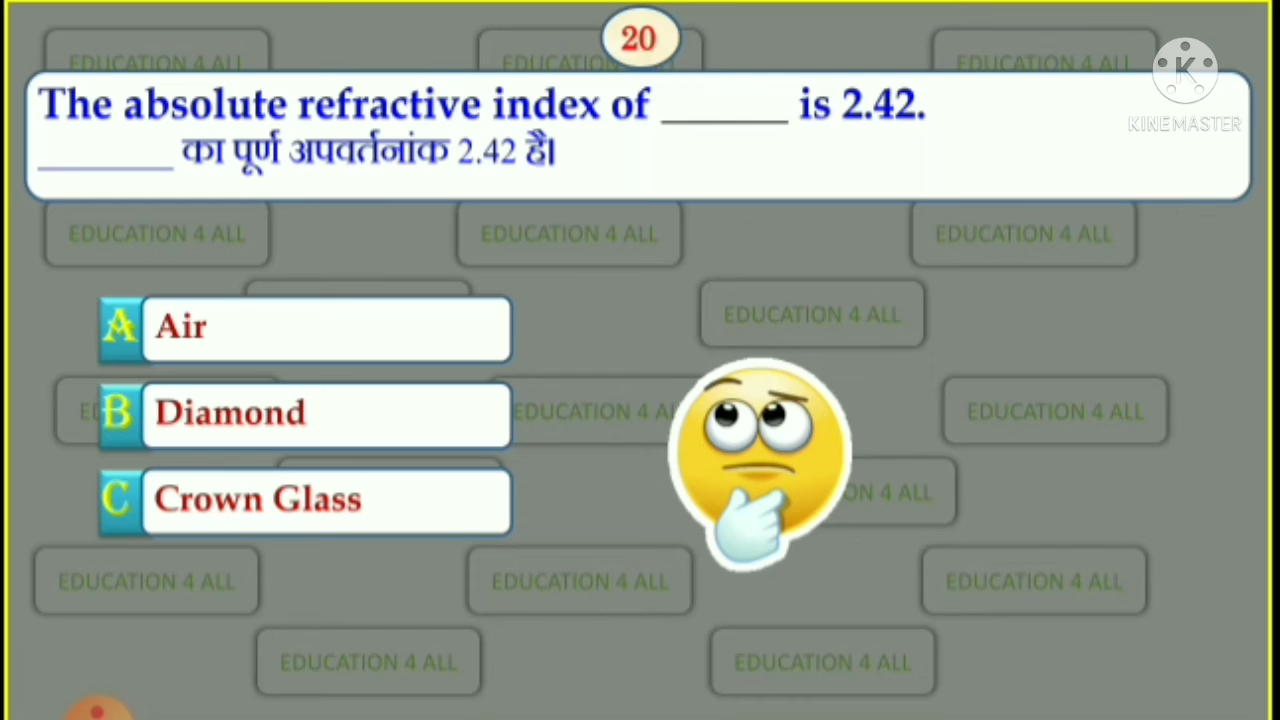 20
EDUCATION 4 ALL
EDUCATION 4 ALL
EDUCATION 4 ALL
K
KINEMASTER
The absolute refractive index of ______ is 2.42.
______ का पूर्ण अपवर्तनांक 2.42 है।
EDUCATION 4 ALL
EDUCATION 4 ALL
EDUCATION 4 ALL
A Air
EDUCATION 4 ALL
B Diamond
EDUCATION 4 AL
EDUCATION 4 ALL
C Crown Glass
ON 4 ALL
EDUCATION 4 ALL
EDUCATION 4 ALL
EDUCATION 4 ALL
EDUCATION 4 ALL
EDUCATION 4 ALL